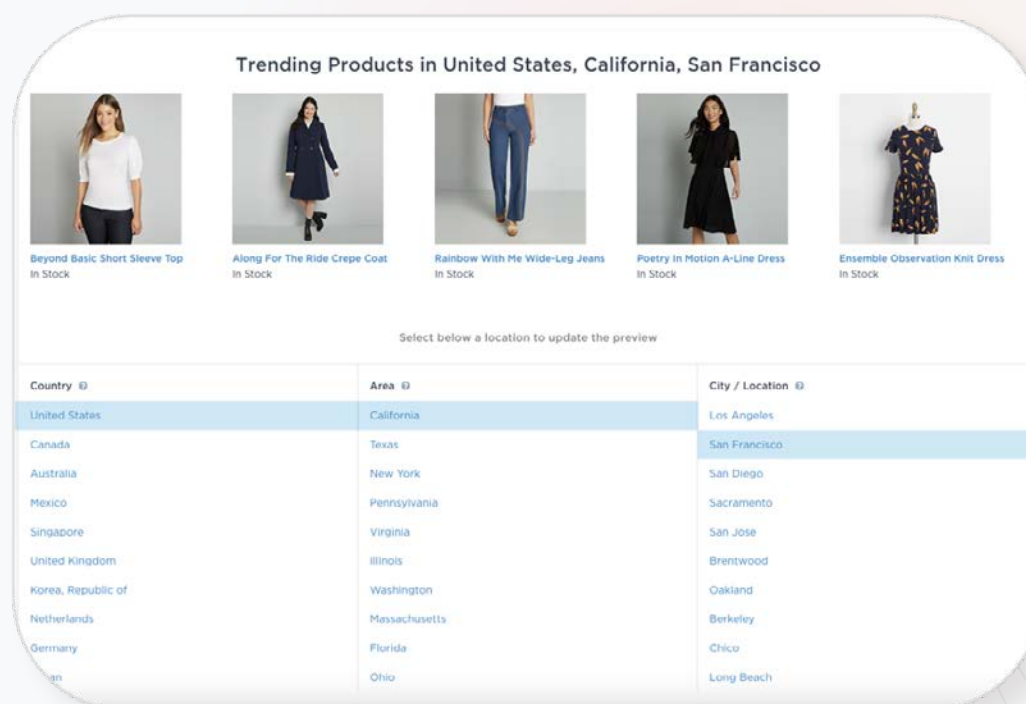 Trending Products in United States, California, San Francisco
Beyond Basic Short Sleeve Top
In Stock
Along For The Ride Crepe Coat
In Stock
Rainbow With Me Wide-Leg Jeans
In Stock
Poetry In Motion A-Line Dress
In Stock
Ensemble Observation Knit Dress
In Stock
Select below a location to update the preview
Country
Area
City / Location
United States
California
Los Angeles
Canada
Texas
San Francisco
Australia
New York
San Diego
Mexico
Pennsylvania
Sacramento
Singapore
Virginia
San Jose
United Kingdom
Illinois
Brentwood
Korea, Republic of
Washington
Oakland
Netherlands
Massachusetts
Berkeley
Germany
Florida
Chico
Ohio
Long Beach